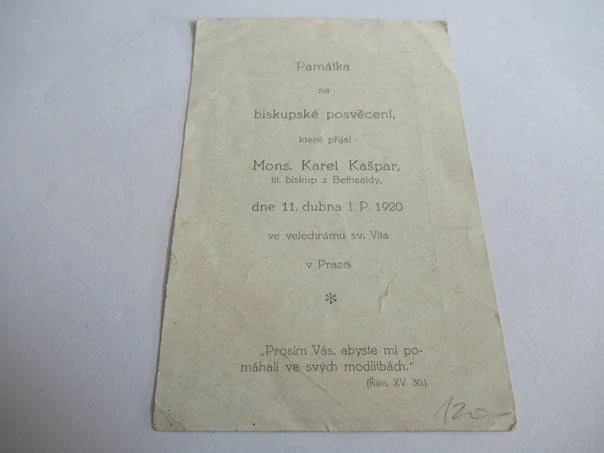 Památka
na
biskupské posvěcení,
které přijal
Mons. Karel Kašpar,
tit. biskup z Bethsaidy,
dne 11. dubna l. P. 1920
ve velechrámu sv. Víta
v Praze.
*
„Prosím Vás, abyste mi po-
máhali ve svých modlitbách.“
(Řím. XV. 30.).
120-